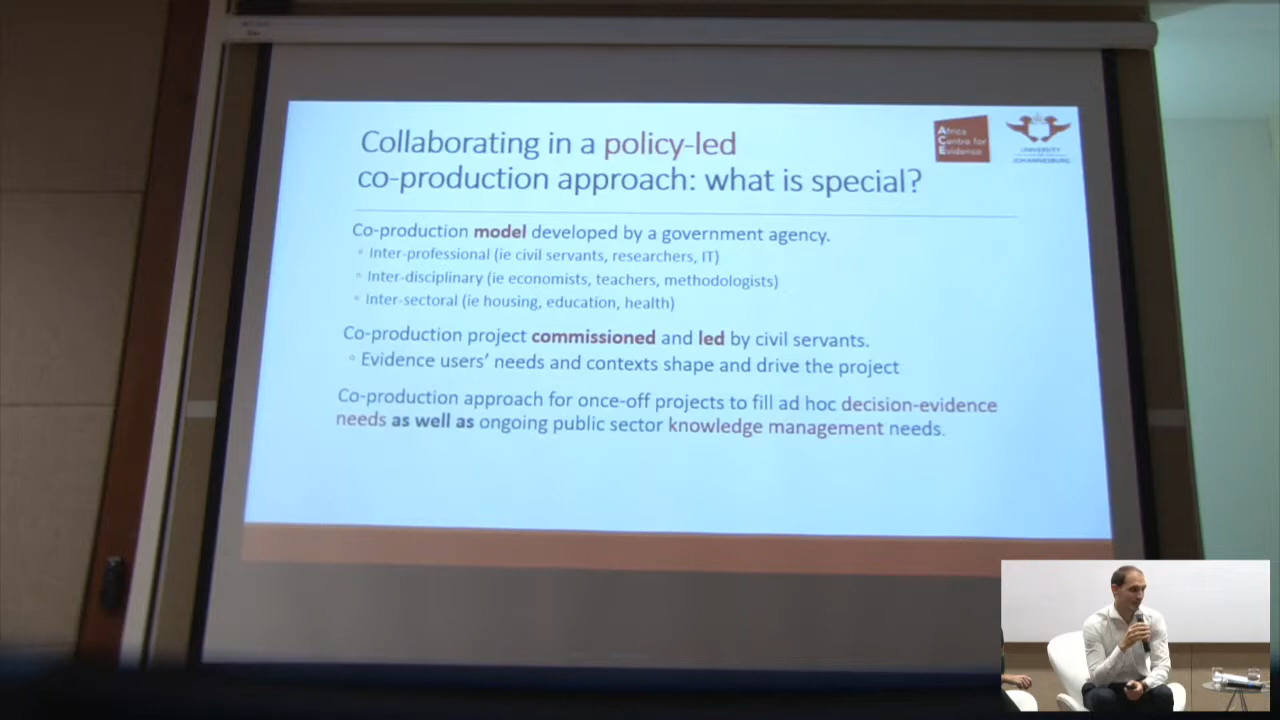 Collaborating in a policy-led
co-production approach: what is special?
Africa
Centre for
Evidence
UNIVERSITY
JOHANNESBURG
Co-production model developed by a government agency.
Inter-professional (ie civil servants, researchers, IT)
Inter-disciplinary (ie economists, teachers, methodologists)
Inter-sectoral (ie housing, education, health)
Co-production project commissioned and led by civil servants.
Evidence users' needs and contexts shape and drive the project
Co-production approach for once-off projects to fill ad hoc decision-evidence
needs as well as ongoing public sector knowledge management needs.